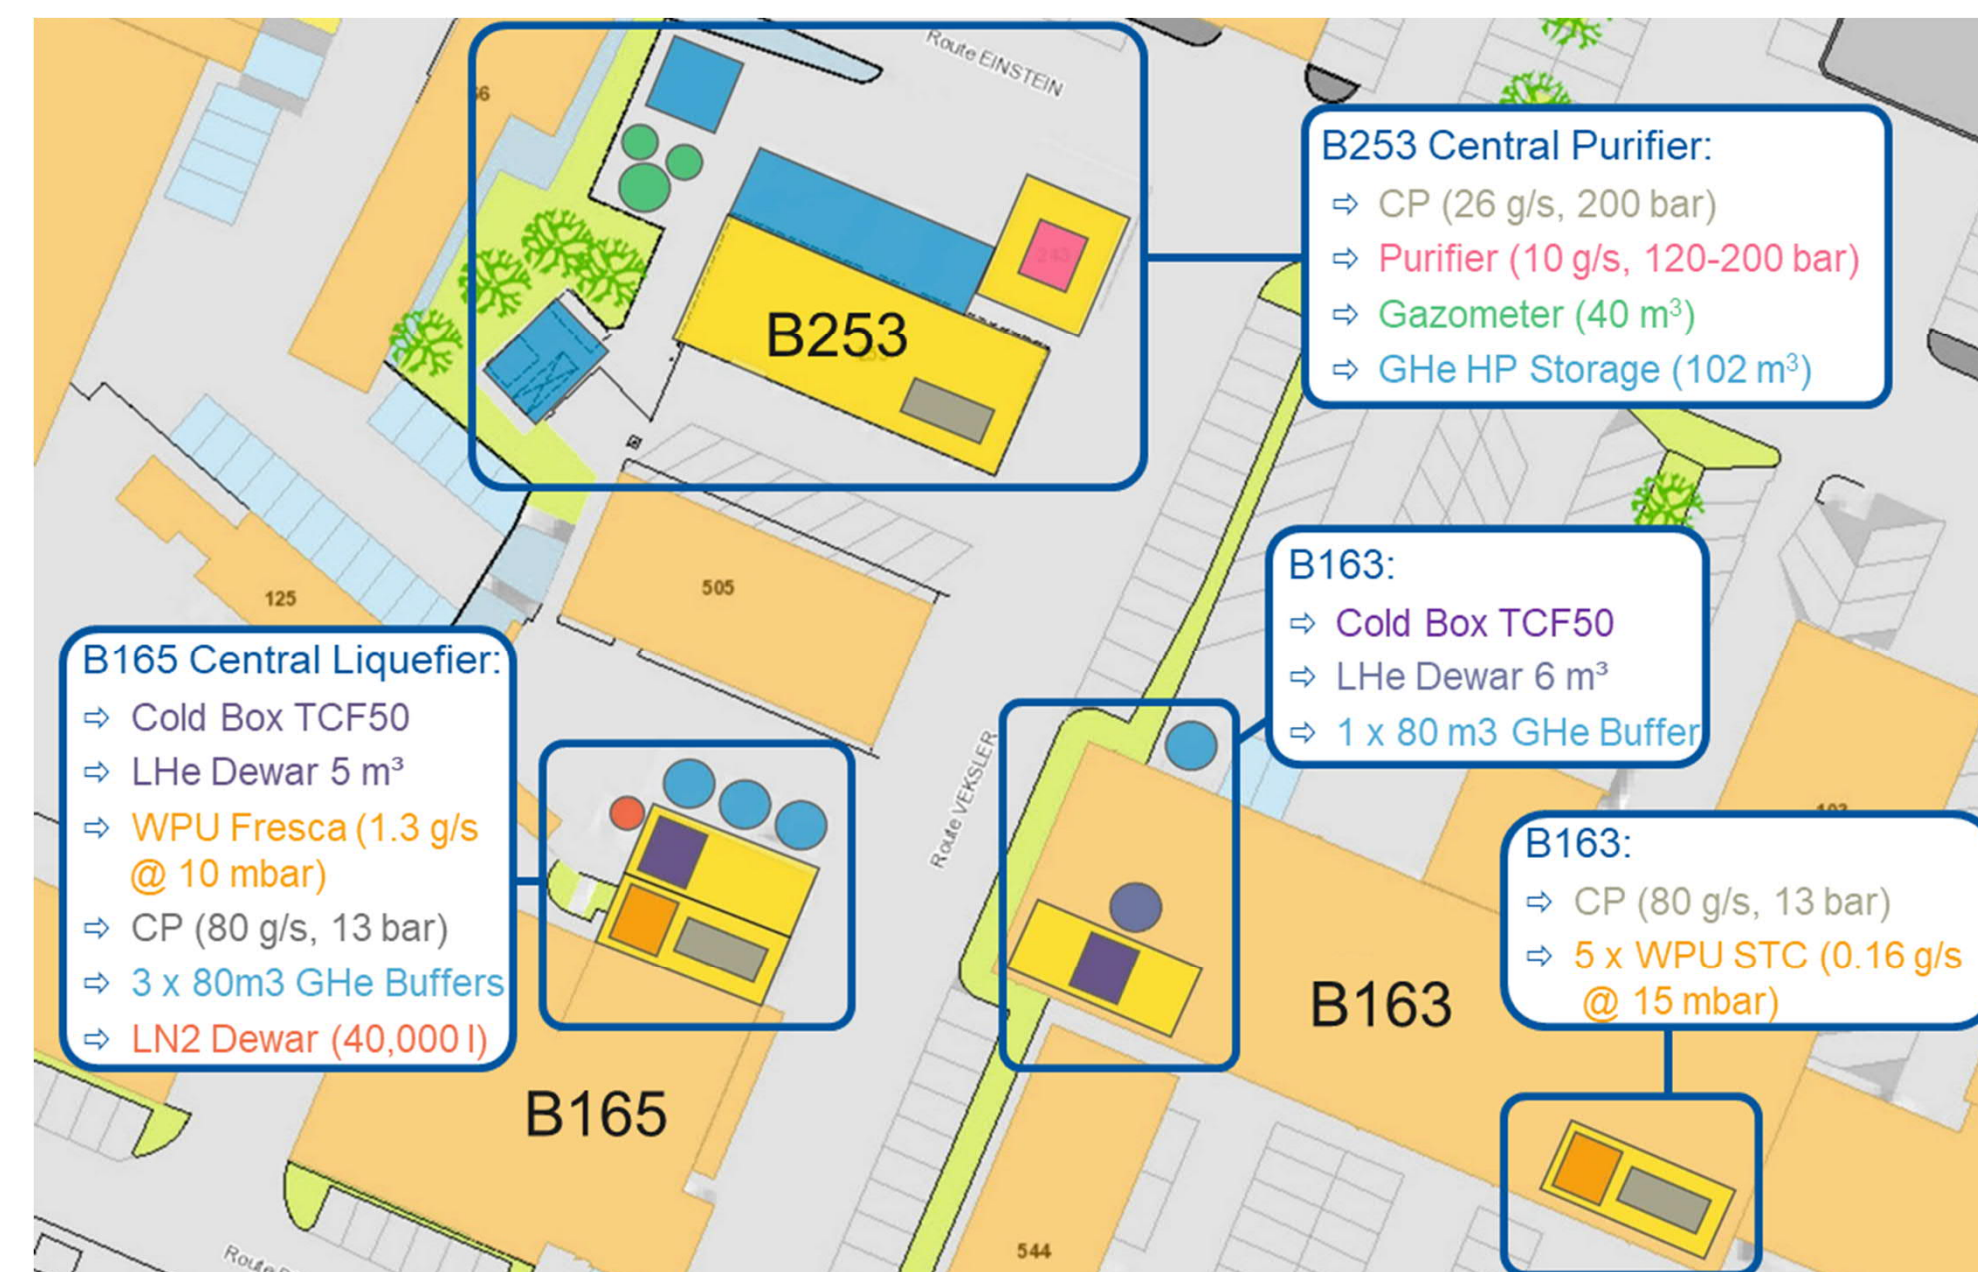 Route EINSTEIN
66
B253 Central Purifier:
⇨ CP (26 g/s, 200 bar)
⇨ Purifier (10 g/s, 120-200 bar)
⇨ Gazometer (40 m³)
⇨ GHe HP Storage (102 m³)
B253
505
125
B163:
⇨ Cold Box TCF50
⇨ LHe Dewar 6 m³
⇨ 1 x 80 m3 GHe Buffer
B165 Central Liquefier:
⇨ Cold Box TCF50
⇨ LHe Dewar 5 m³
⇨ WPU Fresca (1.3 g/s
@ 10 mbar)
⇨ CP (80 g/s, 13 bar)
⇨ 3 x 80m3 GHe Buffers
⇨ LN2 Dewar (40,000 l)
Route VEKSLER
B163:
⇨ CP (80 g/s, 13 bar)
⇨ 5 x WPU STC (0.16 g/s
@ 15 mbar)
B163
B165
544
Route